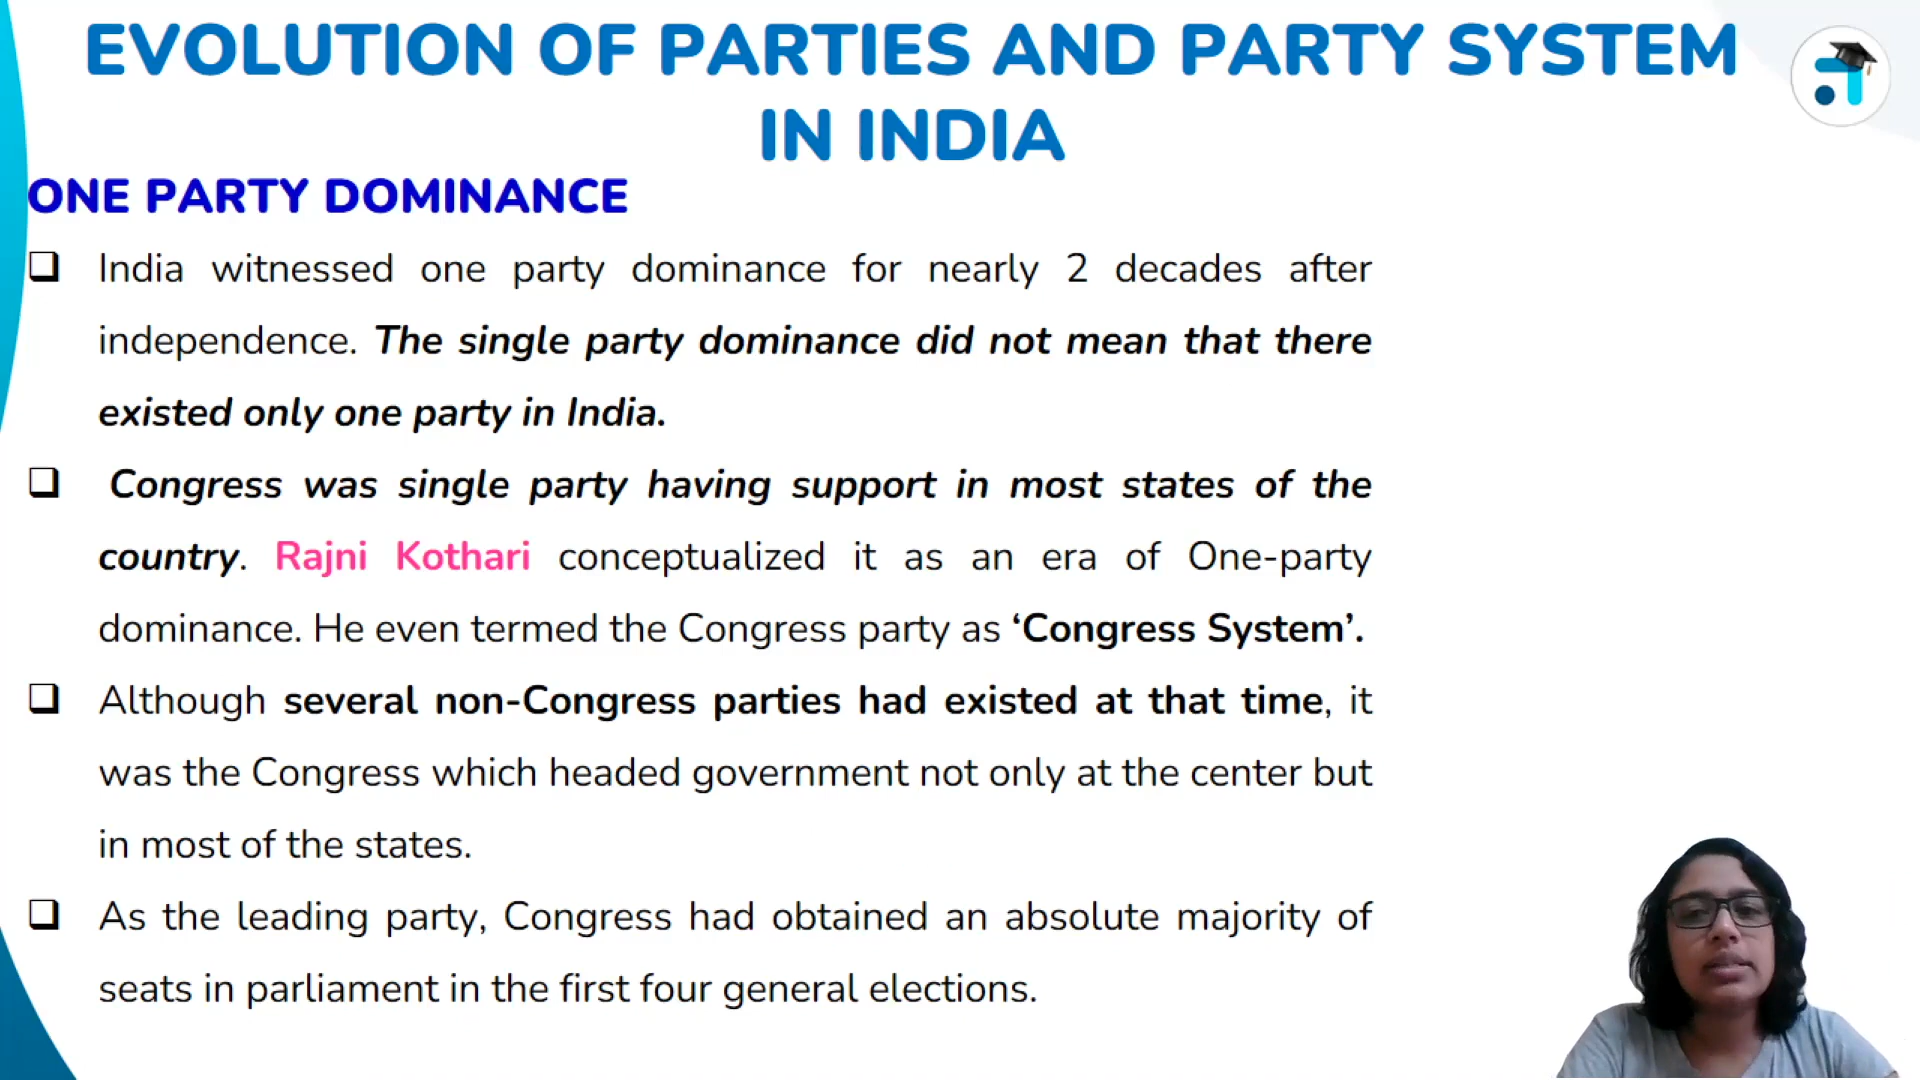 EVOLUTION OF PARTIES AND PARTY SYSTEM
IN INDIA
ONE PARTY DOMINANCE
❑ India witnessed one party dominance for nearly 2 decades after
independence. The single party dominance did not mean that there
existed only one party in India.
❑ Congress was single party having support in most states of the
country. Rajni Kothari conceptualized it as an era of One-party
dominance. He even termed the Congress party as ‘Congress System’.
❑ Although several non-Congress parties had existed at that time, it
was the Congress which headed government not only at the center but
in most of the states.
❑ As the leading party, Congress had obtained an absolute majority of
seats in parliament in the first four general elections.